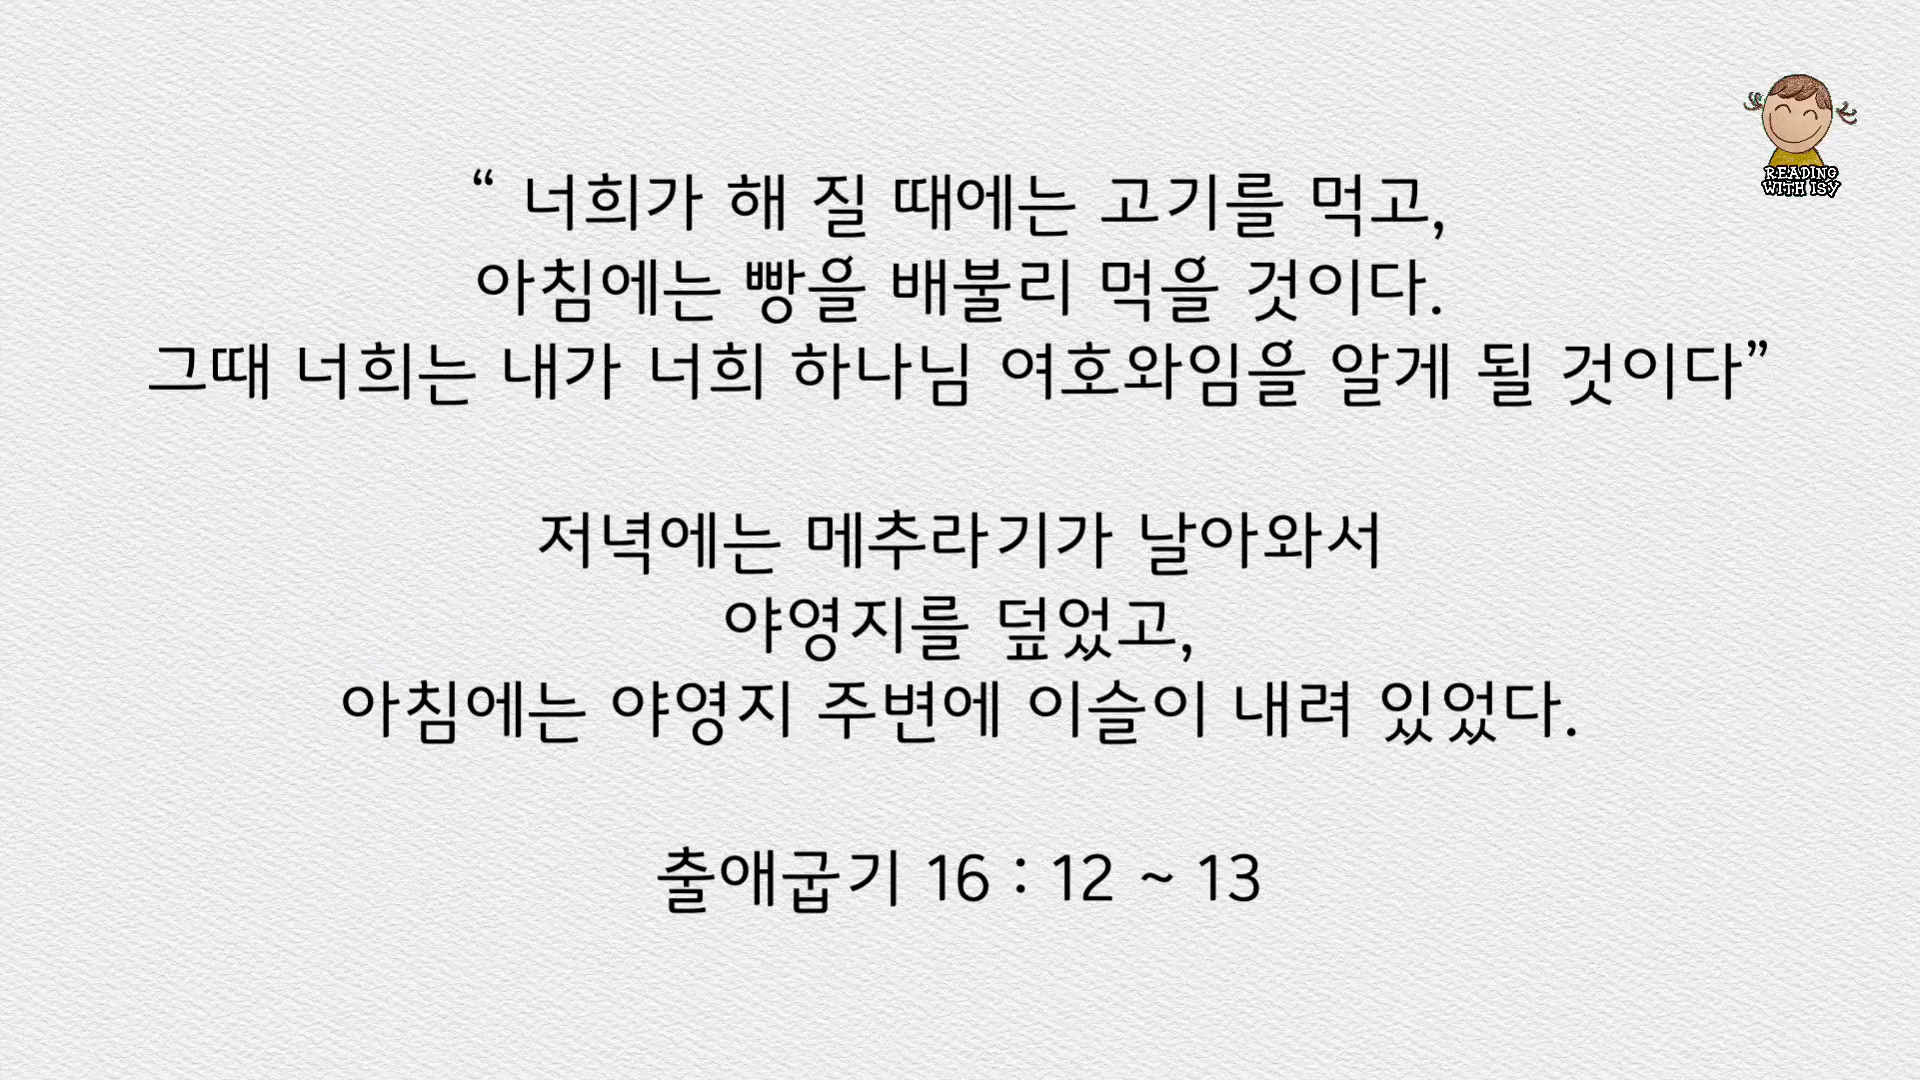 “ 너희가 해 질 때에는 고기를 먹고,
아침에는 빵을 배불리 먹을 것이다.
그때 너희는 내가 너희 하나님 여호와임을 알게 될 것이다”
저녁에는 메추라기가 날아와서
야영지를 덮었고,
아침에는 야영지 주변에 이슬이 내려 있었다.
출애굽기 16 : 12 ~ 13
READING
WITH ISY